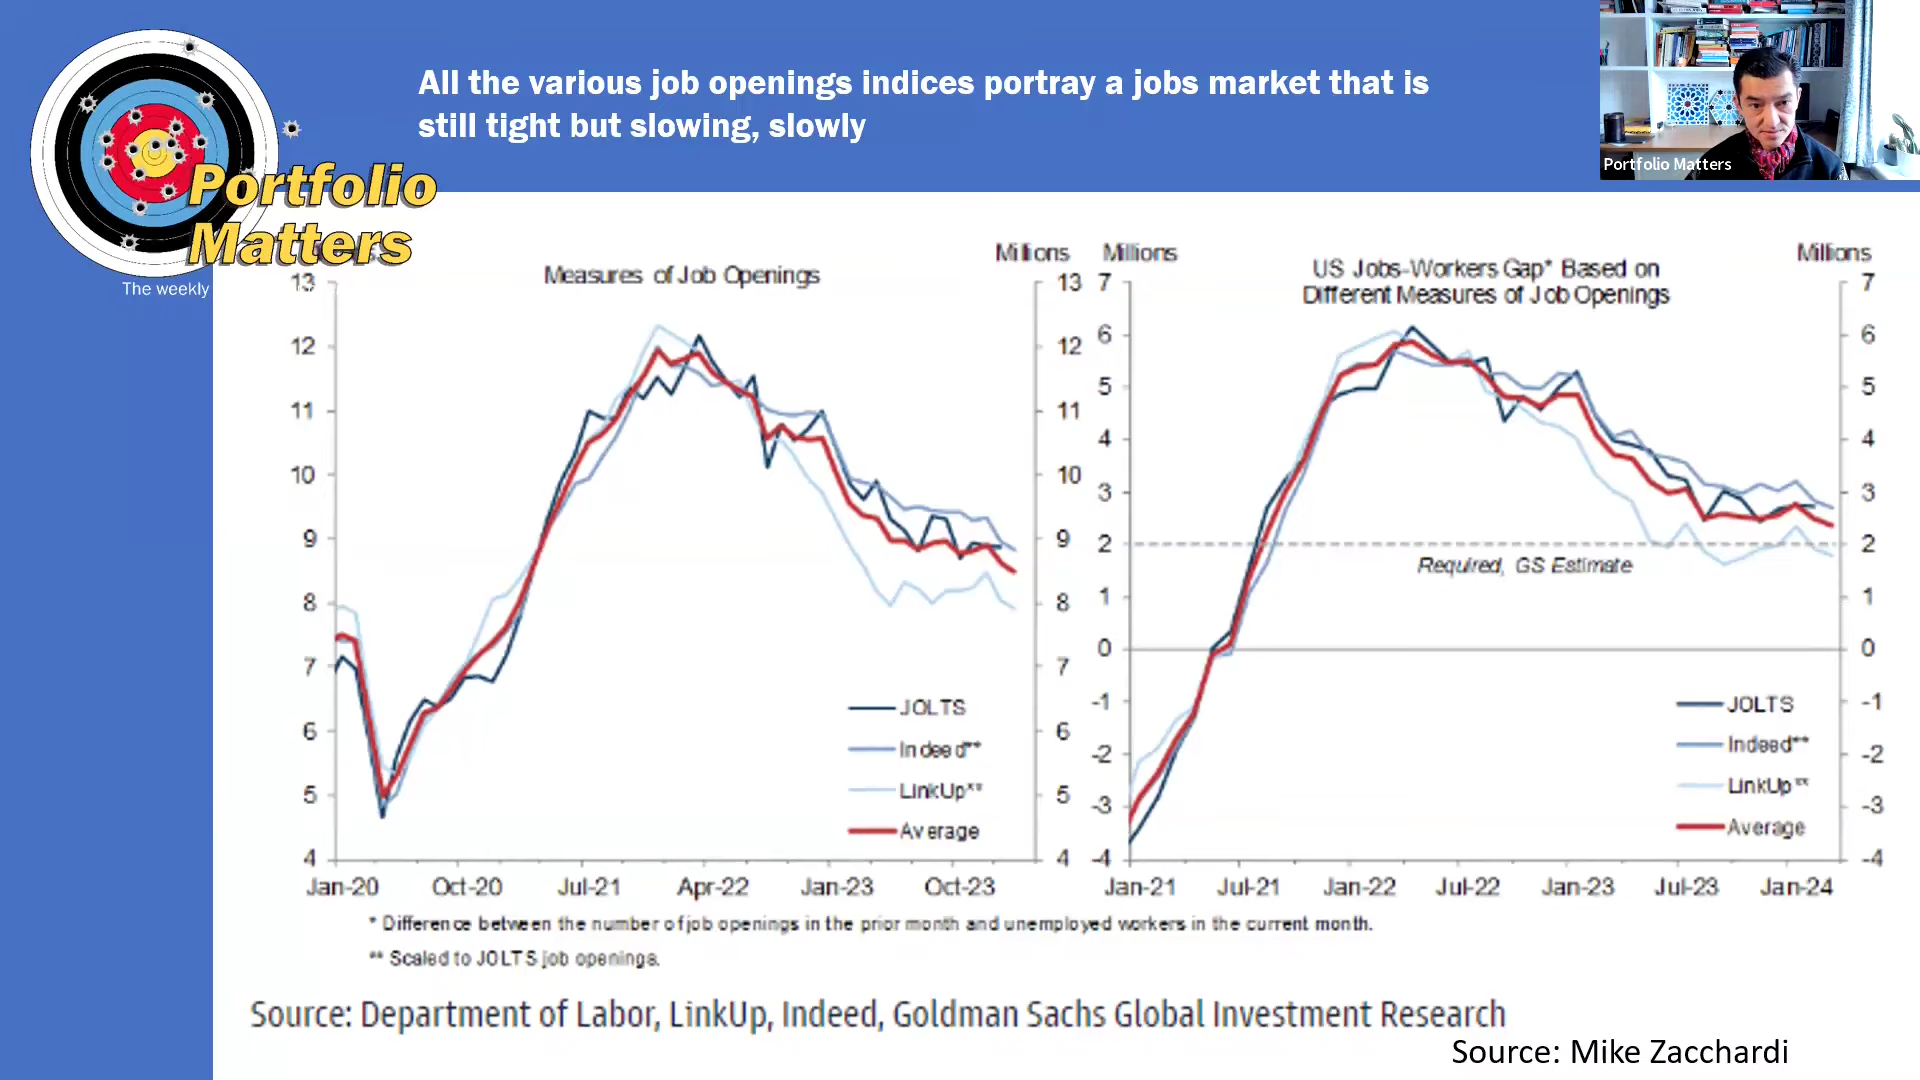 All the various job openings indices portray a jobs market that is
still tight but slowing, slowly
Portfolio Matters
Portfolio
Matters
The weekly
Millions
Measures of Job Openings
13
12
11
10
9
8
7
6
5
4
13
12
11
10
9
8
7
6
5
4
JOLTS
Indeed**
LinkUp**
Average
Jan-20 Oct-20 Jul-21 Apr-22 Jan-23 Oct-23
Millions
Millions
US Jobs-Workers Gap* Based on
Different Measures of Job Openings
7
6
5
4
3
2
1
0
-1
-2
-3
-4
7
6
5
4
3
2
1
0
-1
-2
-3
-4
Required, GS Estimate
JOLTS
Indeed**
LinkUp**
Average
Jan-21 Jul-21 Jan-22 Jul-22 Jan-23 Jul-23 Jan-24
* Difference between the number of job openings in the prior month and unemployed workers in the current month.
** Scaled to JOLTS job openings.
Source: Department of Labor, LinkUp, Indeed, Goldman Sachs Global Investment Research
Source: Mike Zacchardi